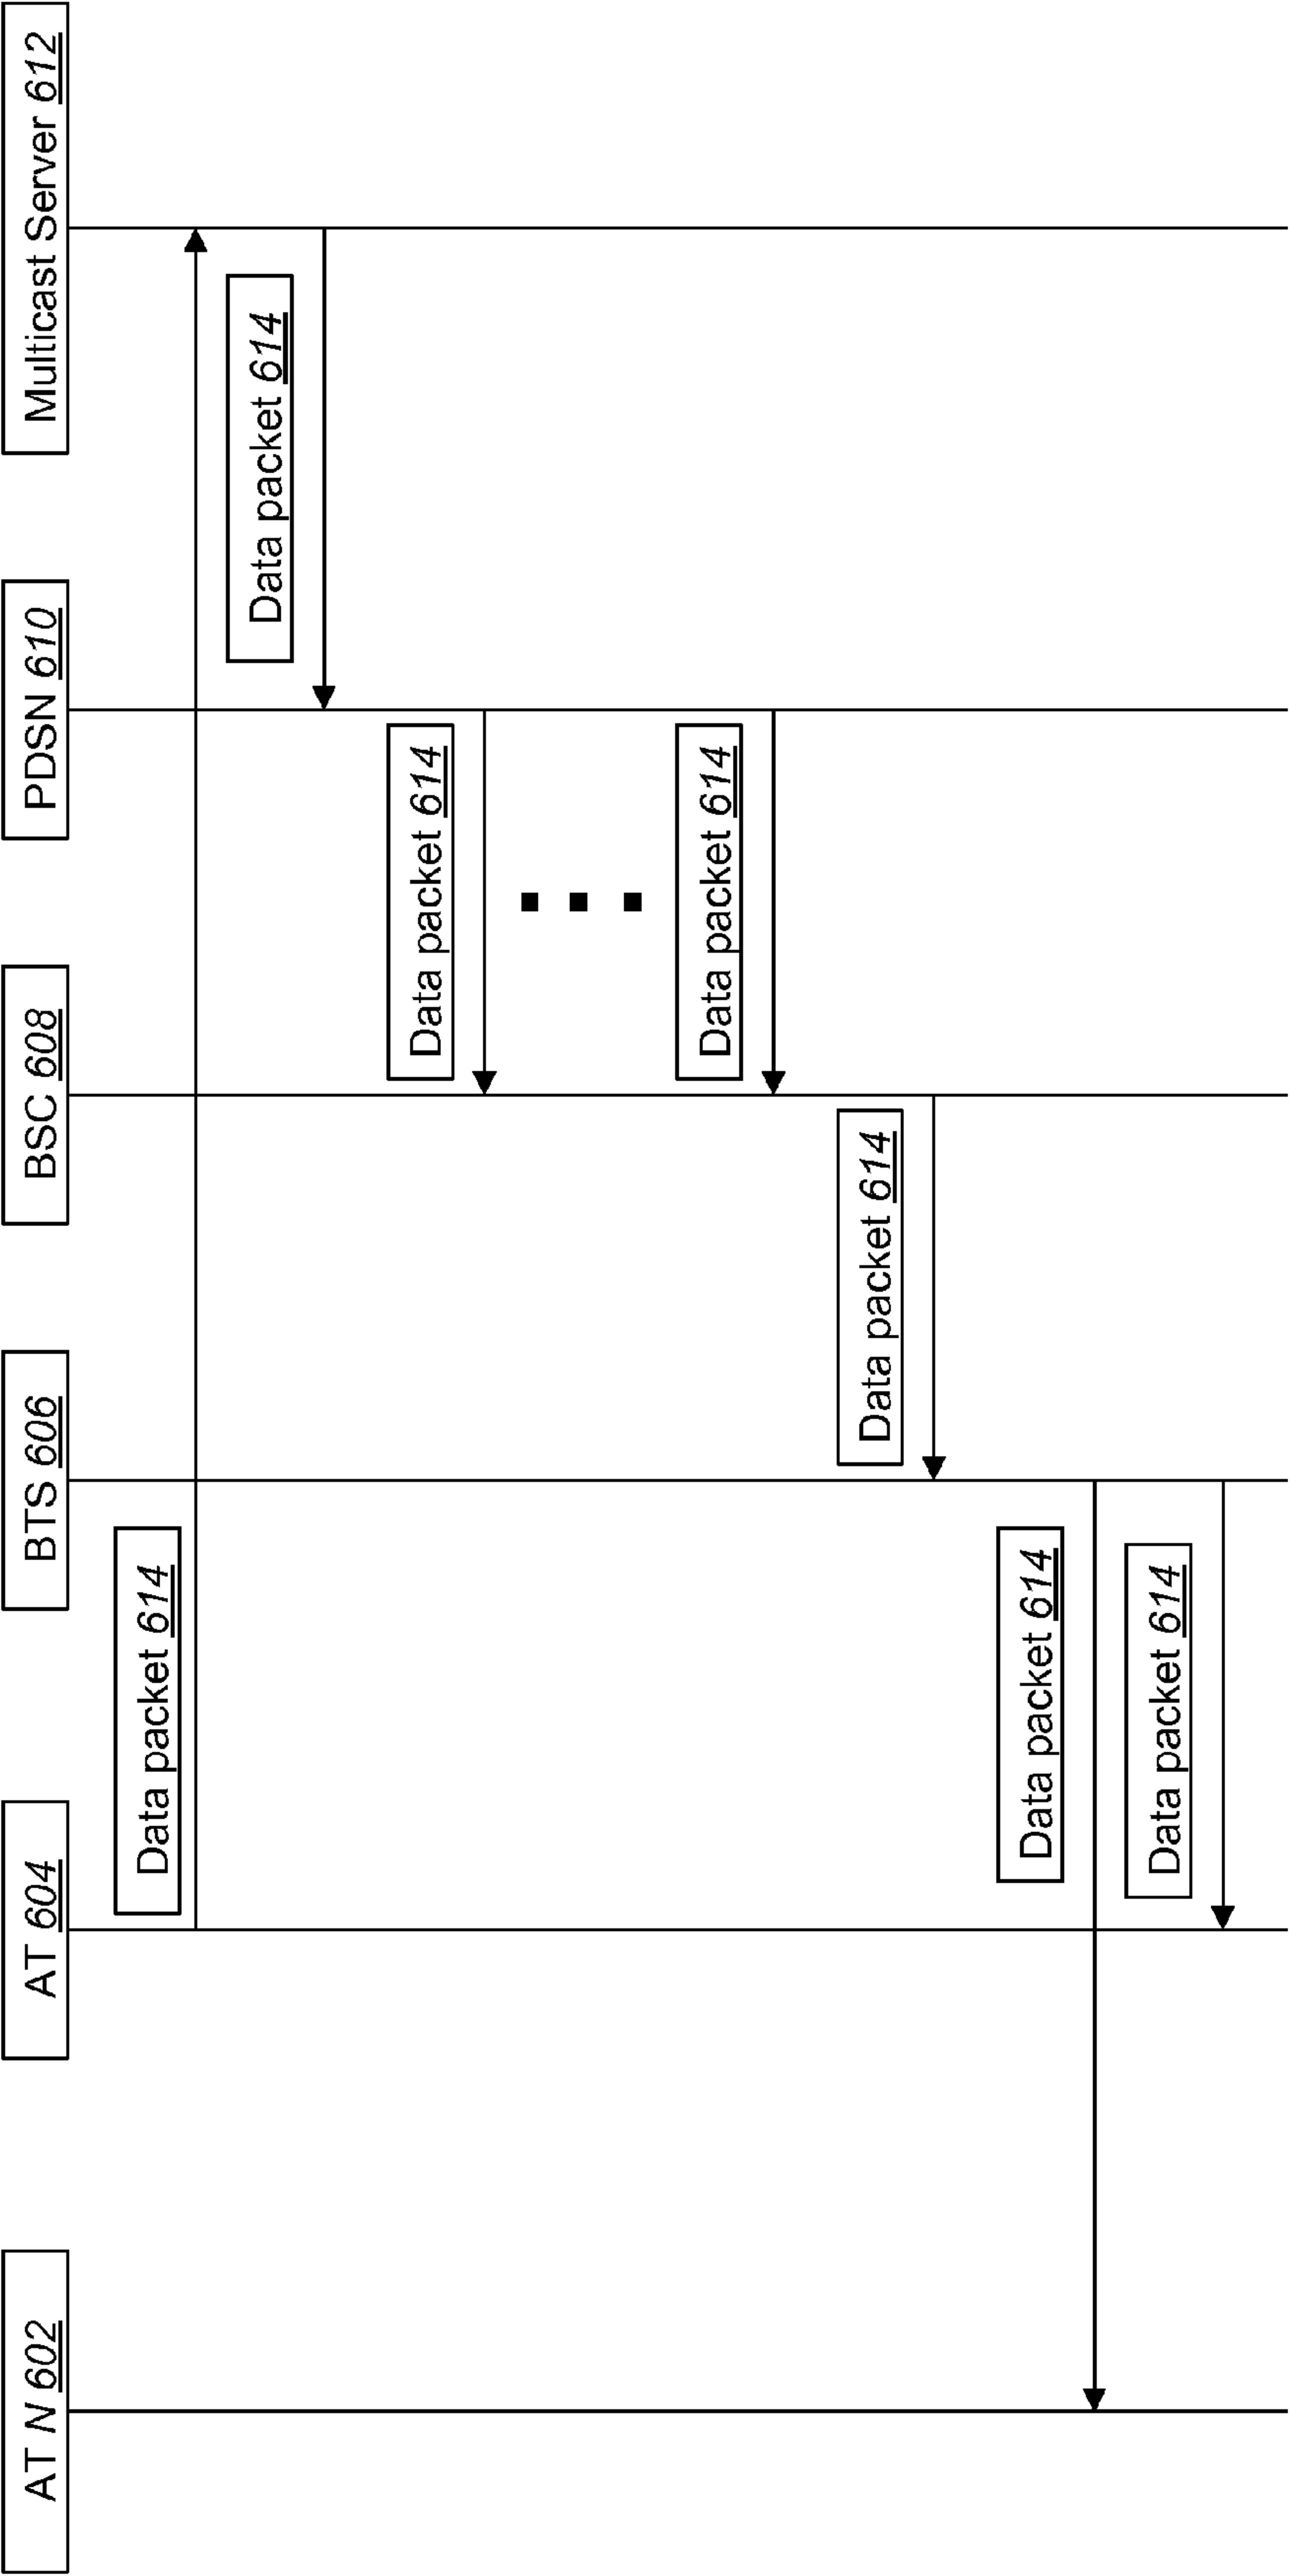 AT N 602
AT 604
BTS 606
BSC 608
PDSN 610
Multicast Server 612
Data packet 614
Data packet 614
Data packet 614
Data packet 614
Data packet 614
Data packet 614
Data packet 614